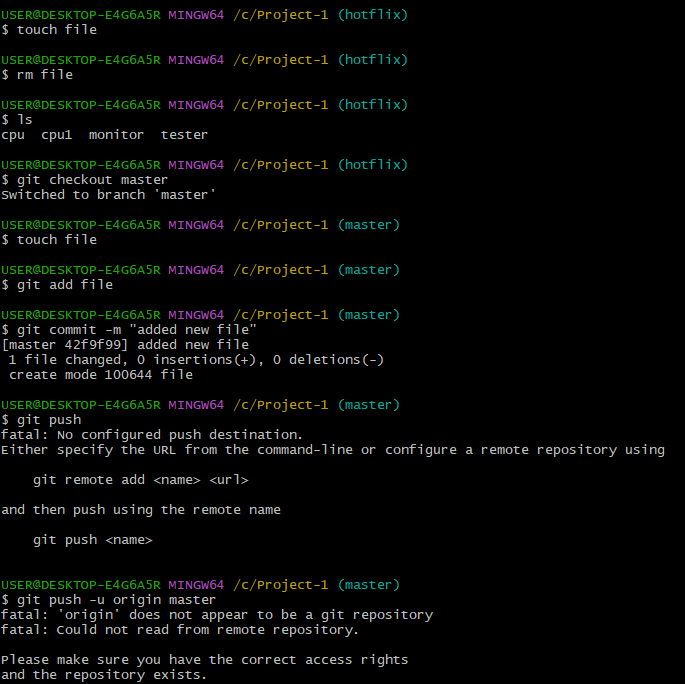 USER@DESKTOP-E4G6A5R MINGW64 /c/Project-1 (hotflix)
$ touch file
USER@DESKTOP-E4G6A5R MINGW64 /c/Project-1 (hotflix)
$ rm file
USER@DESKTOP-E4G6A5R MINGW64 /c/Project-1 (hotflix)
$ ls
cpu  cpu1  monitor  tester
USER@DESKTOP-E4G6A5R MINGW64 /c/Project-1 (hotflix)
$ git checkout master
Switched to branch 'master'
USER@DESKTOP-E4G6A5R MINGW64 /c/Project-1 (master)
$ touch file
USER@DESKTOP-E4G6A5R MINGW64 /c/Project-1 (master)
$ git add file
USER@DESKTOP-E4G6A5R MINGW64 /c/Project-1 (master)
$ git commit -m "added new file"
[master 42f9f99] added new file
 1 file changed, 0 insertions(+), 0 deletions(-)
 create mode 100644 file
USER@DESKTOP-E4G6A5R MINGW64 /c/Project-1 (master)
$ git push
fatal: No configured push destination.
Either specify the URL from the command-line or configure a remote repository using
    git remote add <name> <url>
and then push using the remote name
    git push <name>
USER@DESKTOP-E4G6A5R MINGW64 /c/Project-1 (master)
$ git push -u origin master
fatal: 'origin' does not appear to be a git repository
fatal: Could not read from remote repository.
Please make sure you have the correct access rights
and the repository exists.